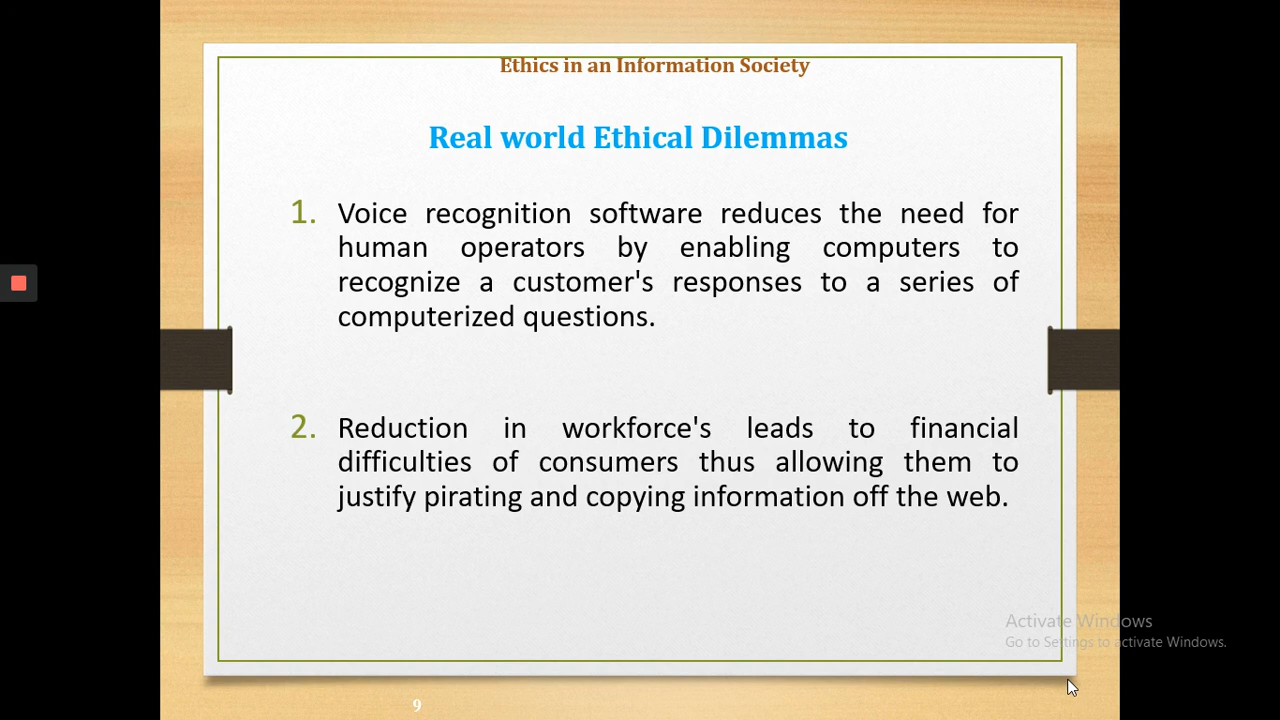 Ethics in an Information Society
Real world Ethical Dilemmas
1. Voice recognition software reduces the need for
human operators by enabling computers to
recognize a customer's responses to a series of
computerized questions.
2. Reduction in workforce's leads to financial
difficulties of consumers thus allowing them to
justify pirating and copying information off the web.
Activate Windows
Go to Settings to activate Windows.
9